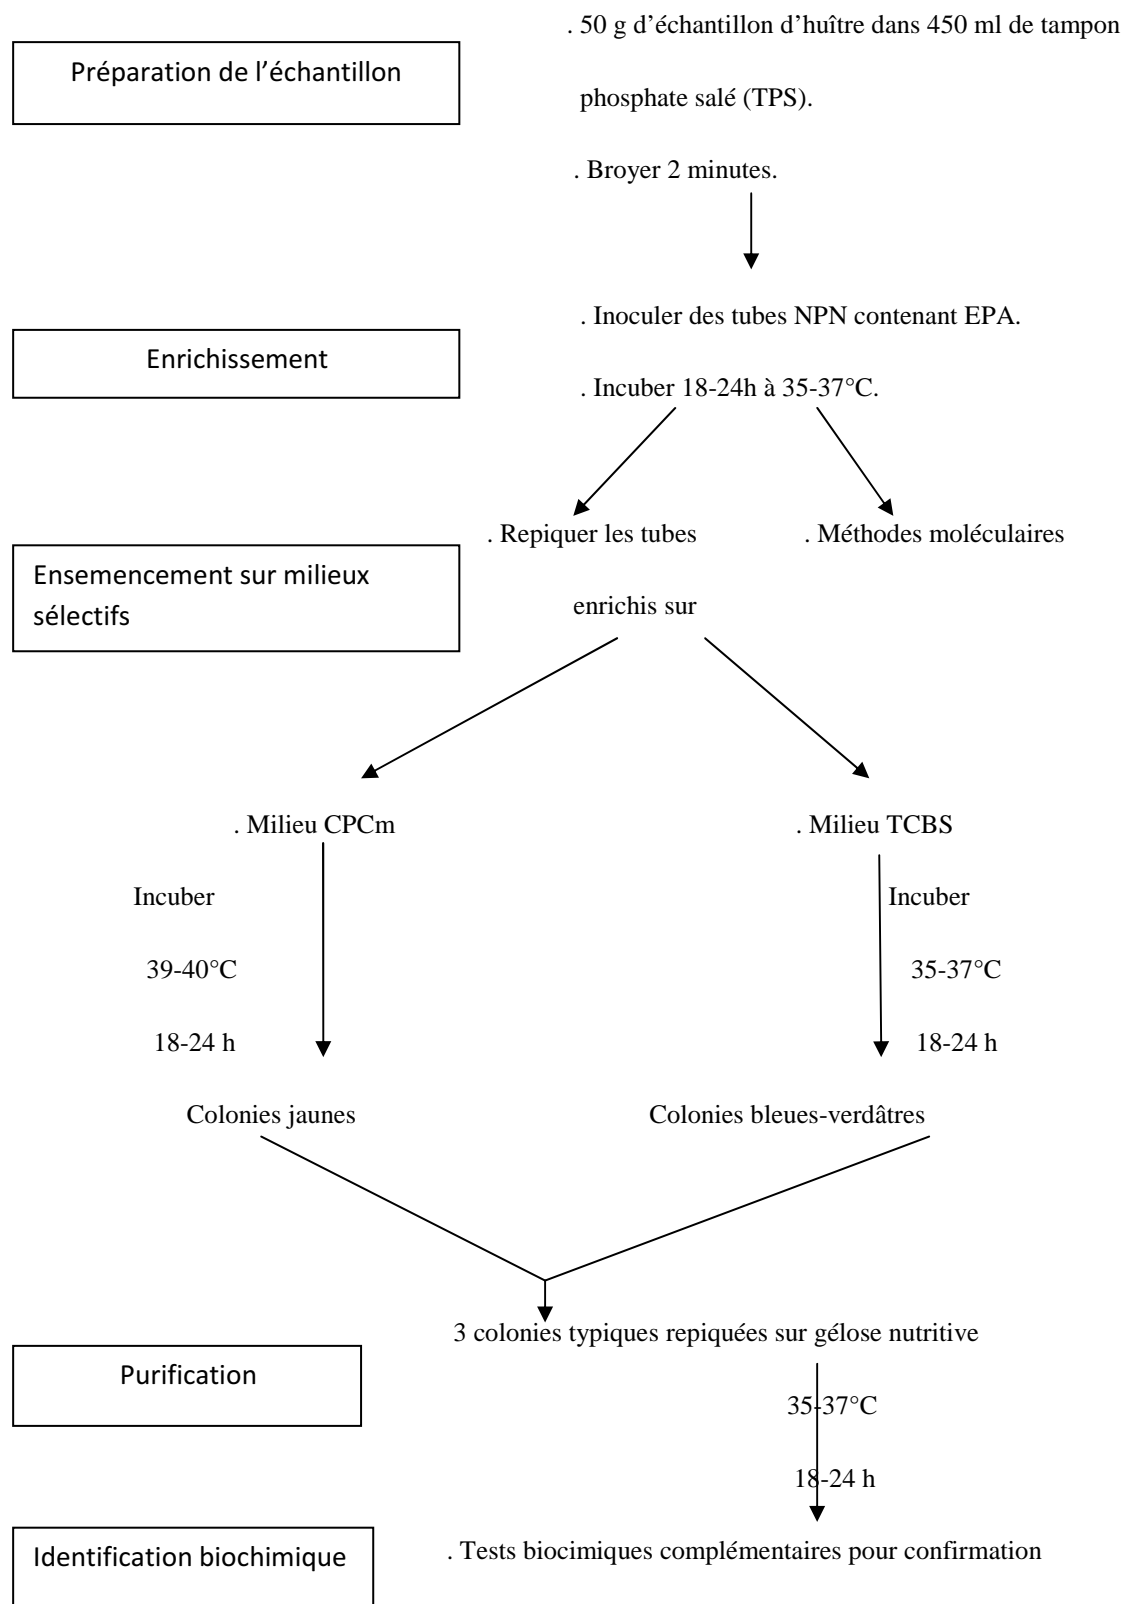 . 50 g d’échantillon d’huître dans 450 ml de tampon
Préparation de l’échantillon
phosphate salé (TPS).
. Broyer 2 minutes.
. Inoculer des tubes NPN contenant EPA.
Enrichissement
. Incuber 18-24h à 35-37°C.
. Repiquer les tubes
. Méthodes moléculaires
Ensemencement sur milieux
sélectifs
enrichis sur
. Milieu CPCm
. Milieu TCBS
Incuber
Incuber
39-40°C
35-37°C
18-24 h
18-24 h
Colonies jaunes
Colonies bleues-verdâtres
3 colonies typiques repiquées sur gélose nutritive
Purification
35-37°C
18-24 h
Identification biochimique
. Tests biocimiques complémentaires pour confirmation